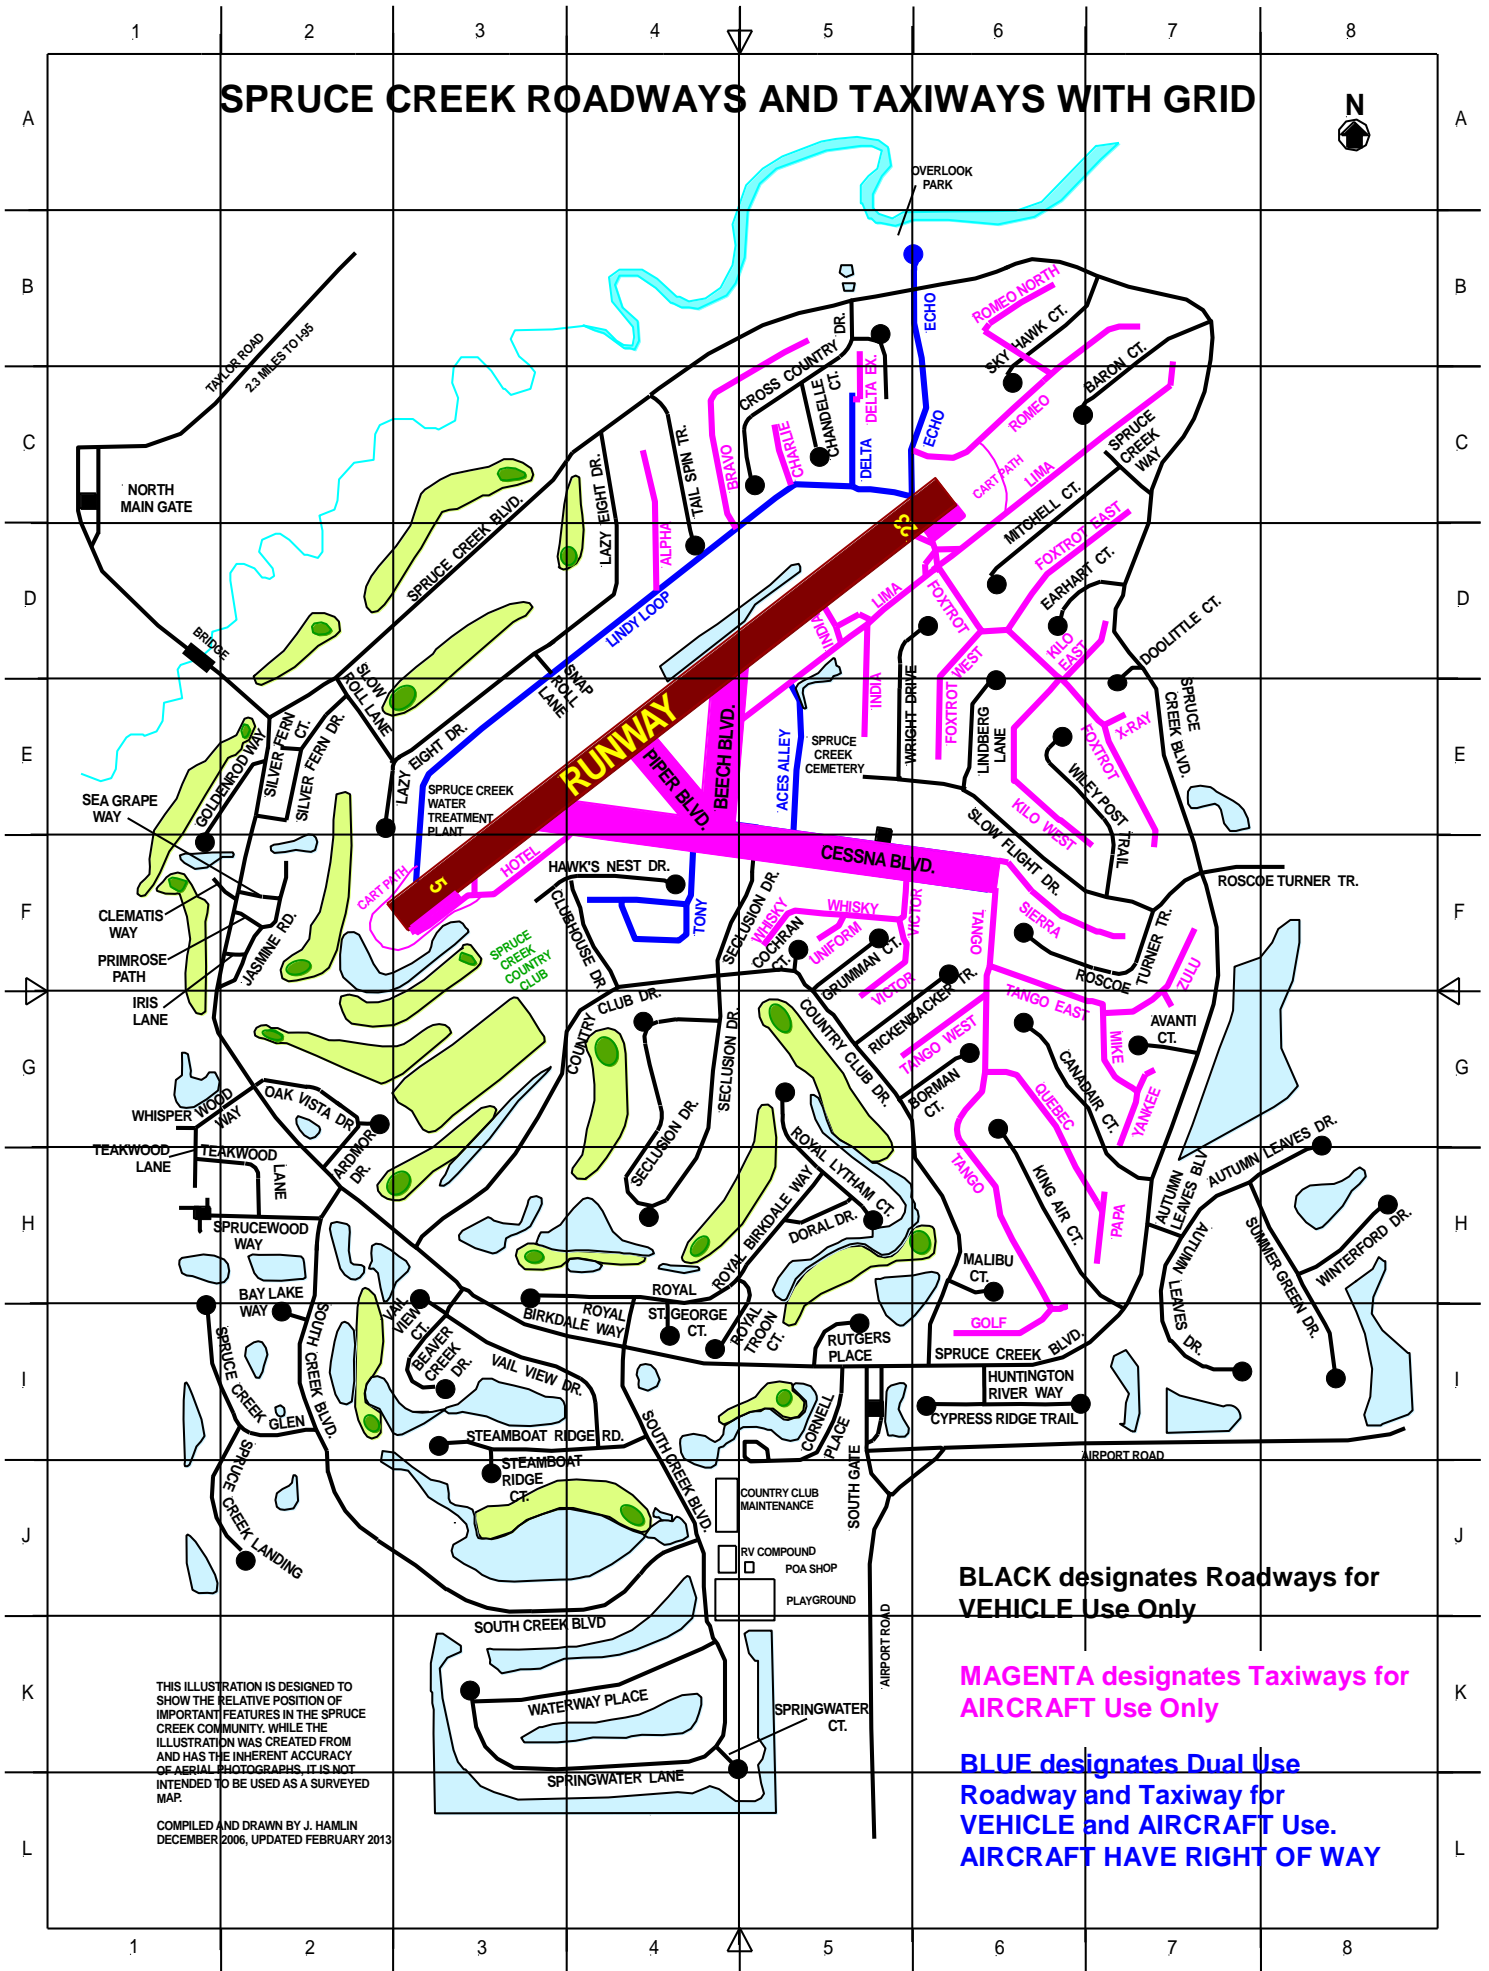 1 2 3 4 5 6 7 8
SPRUCE CREEK ROADWAYS AND TAXIWAYS WITH GRID
N
A
A
OVERLOOK
PARK
B
B
TAYLOR ROAD
2.3 MILES TO I-95
ECHO
ROMEO NORTH
SKY HAWK CT.
BARON CT.
CROSS COUNTRY DR.
CHANDELLE
CT.
DELTA EX.
C
C
NORTH
MAIN GATE
SPRUCE CREEK BLVD.
LAZY EIGHT DR.
TAIL SPIN TR.
ALPHA
BRAVO
CHARLIE
DELTA
ECHO
ROMEO
CART PATH
LIMA
SPRUCE
CREEK
WAY
MITCHELL CT.
23
D
D
BRIDGE
LINDY LOOP
INDIA
LIMA
FOXTROT
FOXTROT EAST
EARHART CT.
DOOLITTLE CT.
KILO
EAST
SLOW
ROLL LANE
SNAP
ROLL
LANE
INDIA
WRIGHT DRIVE
FOXTROT WEST
LINDBERG
LANE
E
E
GOLDENROD WAY
SILVER FERN
CT.
SILVER FERN DR.
LAZY EIGHT DR.
RUNWAY
PIPER BLVD.
BEECH BLVD.
ACES ALLEY
SPRUCE
CREEK
CEMETERY
X-RAY
FOXTROT
SPRUCE
CREEK BLVD.
WILEYPOST
TRAIL
KILO WEST
SEA GRAPE
WAY
SPRUCE CREEK
WATER
TREATMENT
PLANT
SLOW FLIGHT DR.
CESSNA BLVD.
F
F
CART PATH
5
HOTEL
HAWK'S NEST DR.
ROSCOE TURNER TR.
CLEMATIS
WAY
PRIMROSE
PATH
IRIS
LANE
JASMINE RD.
SPRUCE
CREEK
COUNTRY
CLUB
CLUBHOUSE DR.
TONY
SECLUSION DR.
WHISKY
WHISKY
COCHRAN
CT.
UNIFORM
VICTOR
GRUMMAN CT.
VICTOR
TANGO
SIERRA
ROSCOE
TURNER TR.
ZULU
G
G
COUNTRY CLUB DR.
COUNTRY CLUB DR.
RICKENBACKER TR.
TANGO WEST
TANGO EAST
AVANTI
CT.
MIKE
YANKEE
CANADAIR CT.
QUEBEC
BORMAN
CT.
SECLUSION DR.
SECLUSION DR.
WHISPER WOOD
WAY
OAK VISTA DR
ARDMOR
DR.
TEAKWOOD
LANE
TEAKWOOD
LANE
H
H
SPRUCEWOOD
WAY
ROYAL LYTHAM CT.
DORAL DR.
ROYAL BIRKDALE WAY
TANGO
KING AIR CT.
PAPA
AUTUMN
LEAVES BLV
AUTUMN LEAVES DR.
AUTUMN
LEAVES
DR.
SUMMER GREEN DR.
WINTERFORD DR.
MALIBU
CT.
BAY LAKE
WAY
ROYAL
ROYAL
BIRKDALE WAY
ST. GEORGE
CT.
ROYAL
TROON
CT.
GOLF
I
I
SPRUCE CREEK
GLEN
SOUTH CREEK BLVD.
VAIL
VIEW
CT.
BEAVER
CREEK
DR.
VAIL VIEW DR.
RUTGERS
PLACE
SPRUCE CREEK BLVD.
HUNTINGTON
RIVER WAY
CYPRESS RIDGE TRAIL
CORNELL
PLACE
STEAMBOAT RIDGE RD.
STEAMBOAT
RIDGE
CT.
AIRPORT ROAD
SOUTH GATE
SOUTH CREEK BLVD.
J
J
SPRUCE CREEK LANDING
COUNTRY CLUB
MAINTENANCE
RV COMPOUND
POA SHOP
PLAYGROUND
BLACK designates Roadways for
VEHICLE Use Only
SOUTH CREEK BLVD
AIRPORT ROAD
K
K
MAGENTA designates Taxiways for
AIRCRAFT Use Only
THIS ILLUSTRATION IS DESIGNED TO
SHOW THE RELATIVE POSITION OF
IMPORTANT FEATURES IN THE SPRUCE
CREEK COMMUNITY. WHILE THE
ILLUSTRATION WAS CREATED FROM
AND HAS THE INHERENT ACCURACY
OF AERIAL PHOTOGRAPHS, IT IS NOT
INTENDED TO BE USED AS A SURVEYED
MAP.
WATERWAY PLACE
SPRINGWATER
CT.
SPRINGWATER LANE
BLUE designates Dual Use
Roadway and Taxiway for
VEHICLE and AIRCRAFT Use.
AIRCRAFT HAVE RIGHT OF WAY
COMPILED AND DRAWN BY J. HAMLIN
DECEMBER 2006, UPDATED FEBRUARY 2013
L
L
1 2 3 4 5 6 7 8